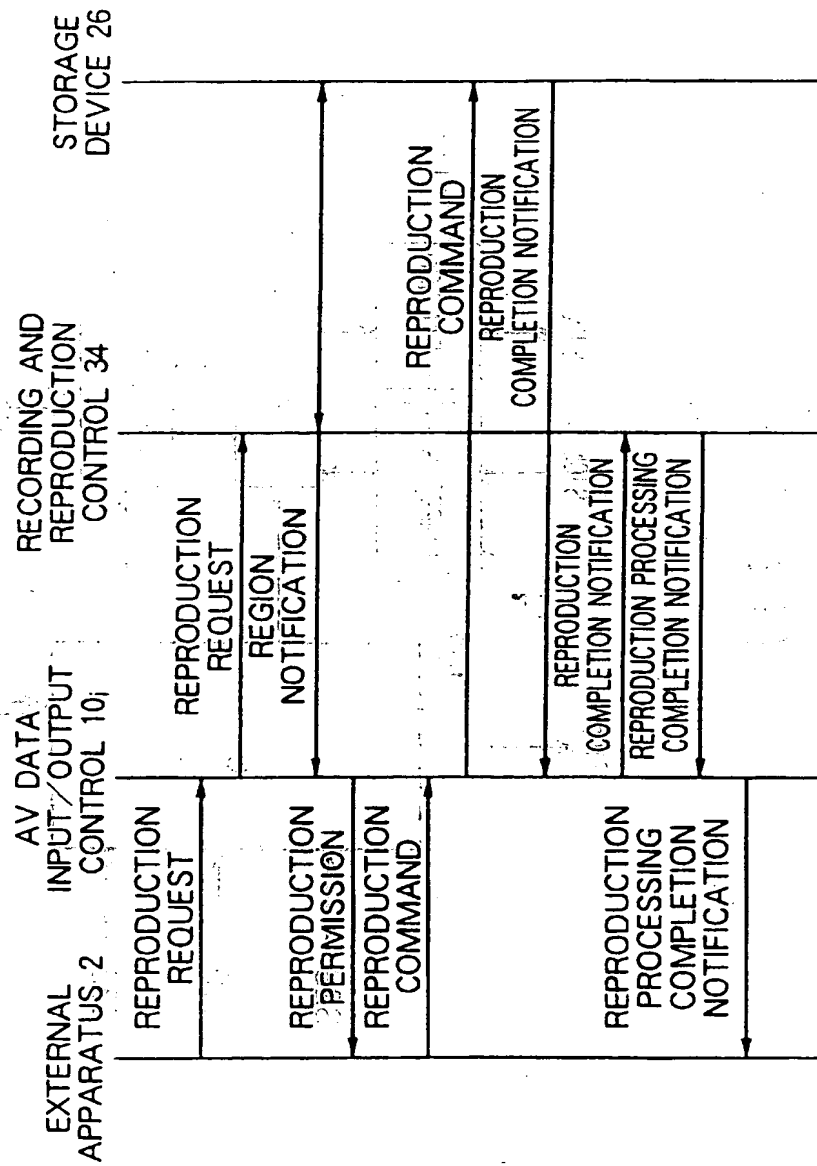 EXTERNAL
APPARATUS 2
AV DATA
INPUT/OUTPUT
CONTROL 10i
RECORDING AND
REPRODUCTION
CONTROL 34
STORAGE
DEVICE 26
REPRODUCTION
REQUEST
REPRODUCTION
REQUEST
REGION
NOTIFICATION
REPRODUCTION
PERMISSION
REPRODUCTION
COMMAND
REPRODUCTION
COMMAND
REPRODUCTION
COMPLETION NOTIFICATION
REPRODUCTION
COMPLETION NOTIFICATION
REPRODUCTION PROCESSING
COMPLETION NOTIFICATION
REPRODUCTION
PROCESSING
COMPLETION
NOTIFICATION